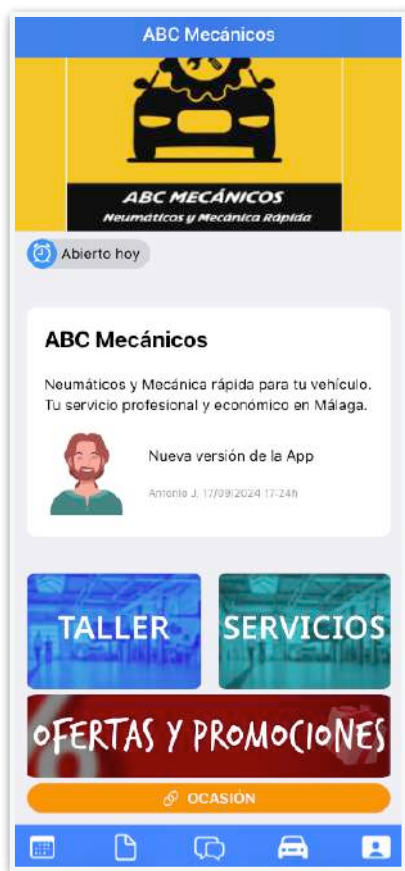 ABC Mecánicos
ABC MECÁNICOS
Neumáticos y Mecánica Rápida
Abierto hoy
ABC Mecánicos
Neumáticos y Mecánica rápida para tu vehículo.
Tu servicio profesional y económico en Málaga.
Nueva versión de la App
Antonio J. 17/09/2024 17:24h
TALLER
SERVICIOS
OFERTAS Y PROMOCIONES
OCASIÓN